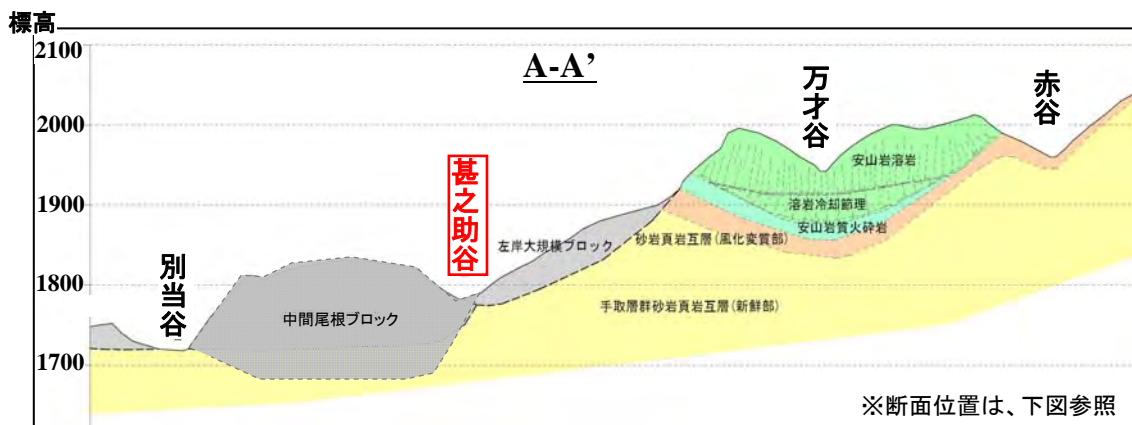 標高
2100
2000
1900
1800
1700
A-A’
別当谷
甚之助谷
万才谷
赤谷
安山岩溶岩
溶岩冷却節理
安山岩質火砕岩
左岸大規模ブロック
砂岩頁岩互層(風化変質部)
中間尾根ブロック
手取層群砂岩頁岩互層(新鮮部)
※断面位置は、下図参照